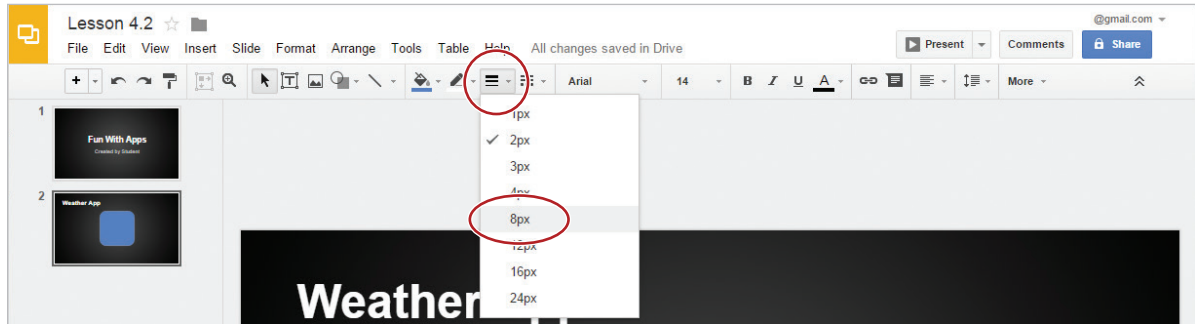 Lesson 4.2
@gmail.com
File Edit View Insert Slide Format Arrange Tools Table Help All changes saved in Drive
Present Comments Share
Arial 14 B I U A More
1
Fun With Apps
Created by Student
2
Weather App
1px
2px
3px
4px
8px
12px
16px
24px
Weather